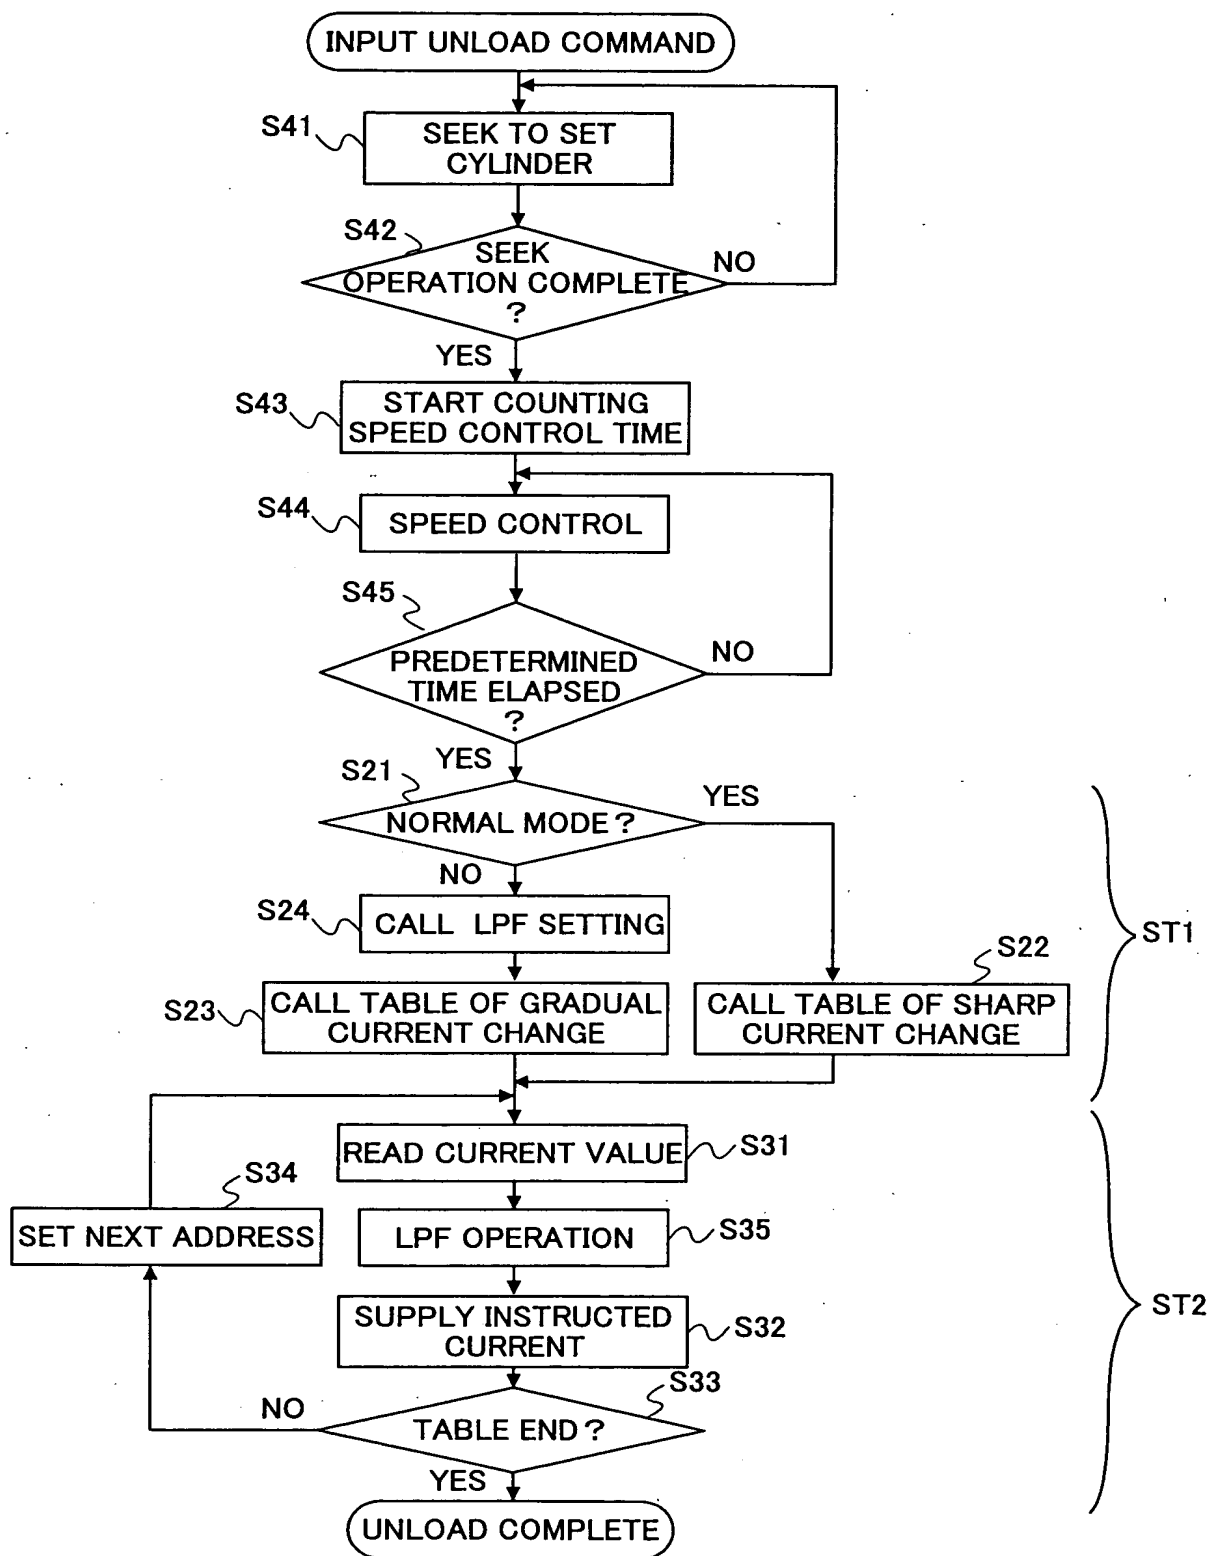 INPUT UNLOAD COMMAND
S41
SEEK TO SET
CYLINDER
S42
SEEK
OPERATION COMPLETE
?
NO
YES
S43
START COUNTING
SPEED CONTROL TIME
S44
SPEED CONTROL
S45
PREDETERMINED
TIME ELAPSED
?
NO
YES
S21
NORMAL MODE?
YES
NO
S24
CALL LPF SETTING
ST1
S22
S23
CALL TABLE OF GRADUAL
CURRENT CHANGE
CALL TABLE OF SHARP
CURRENT CHANGE
READ CURRENT VALUE
S31
S34
SET NEXT ADDRESS
LPF OPERATION
S35
ST2
SUPPLY INSTRUCTED
CURRENT
S32
S33
NO
TABLE END?
YES
UNLOAD COMPLETE